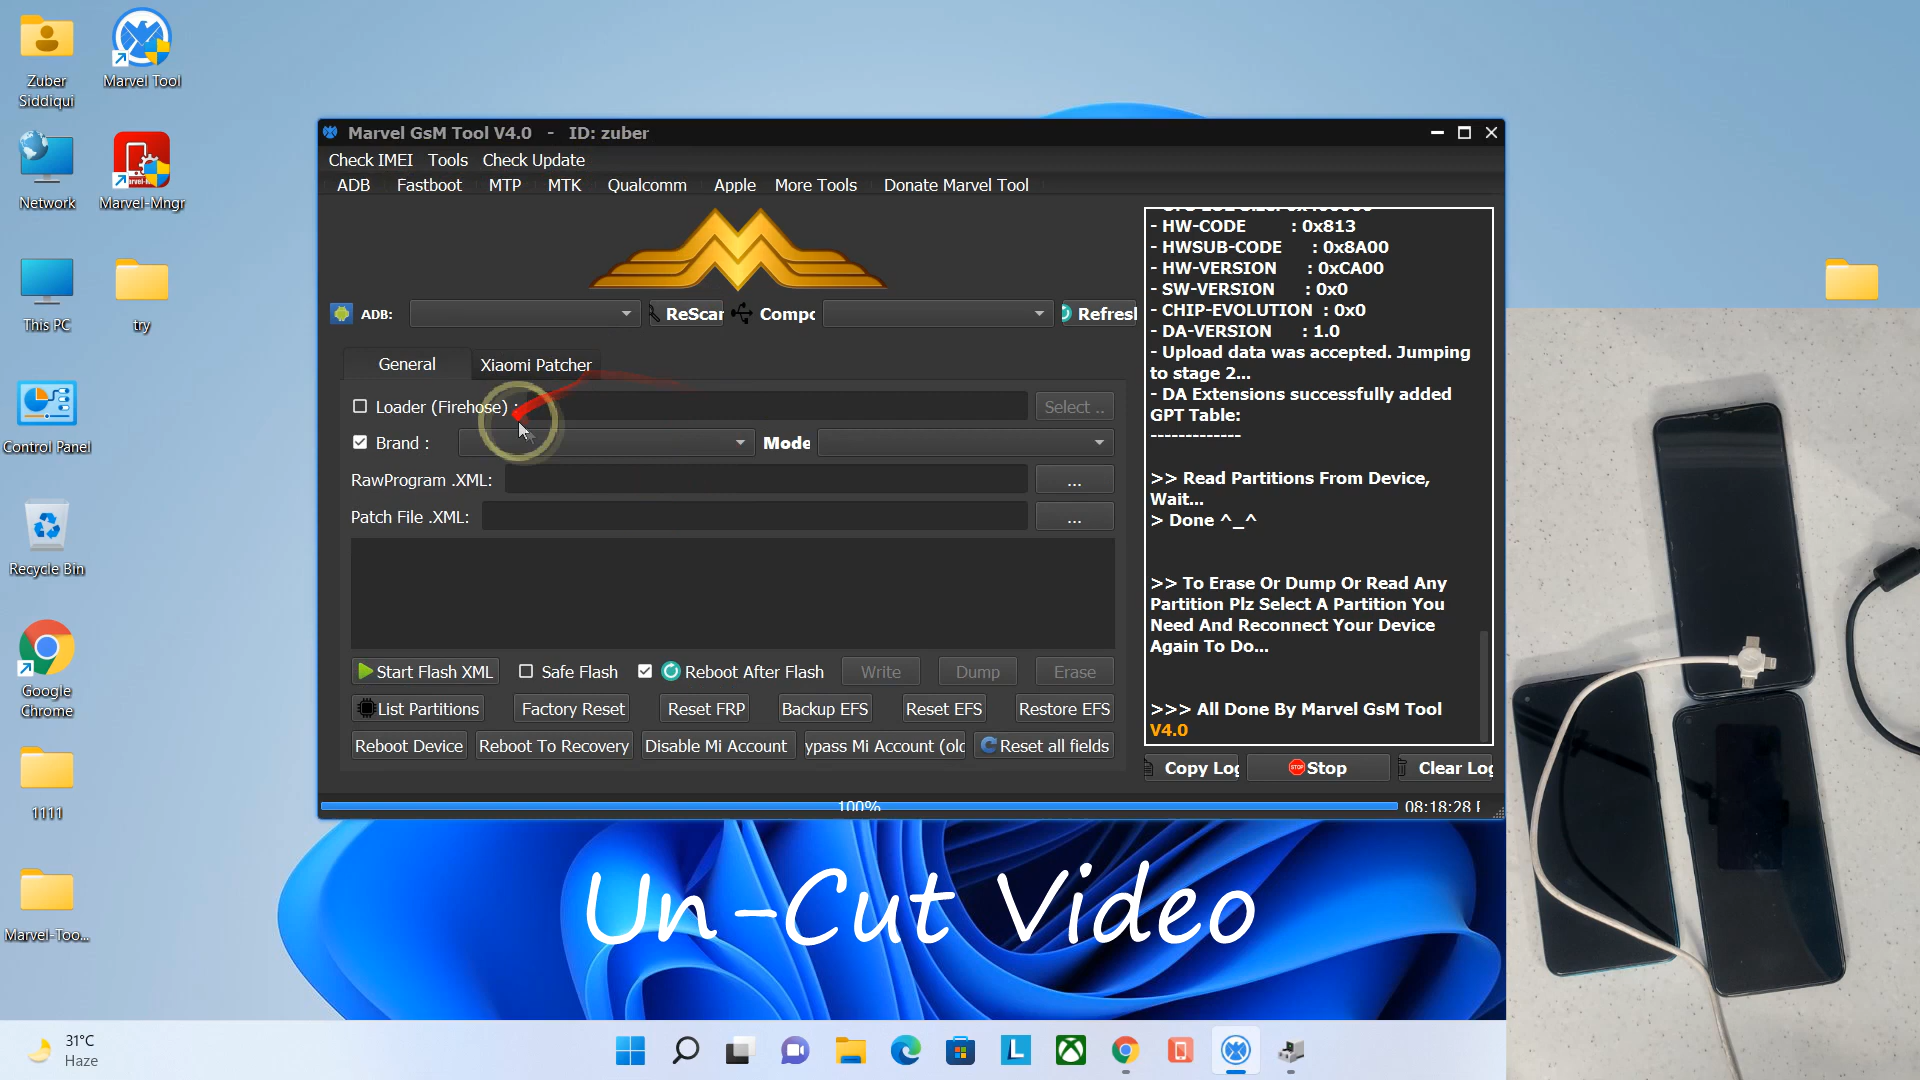 Zuber
Siddiqui
Marvel Tool
Network
Marvel-Mngr
This PC
try
Control Panel
Recycle Bin
Google
Chrome
1111
Marvel-Too...
Marvel GsM Tool V4.0 - ID: zuber
Check IMEI Tools Check Update
ADB Fastboot MTP MTK Qualcomm Apple More Tools Donate Marvel Tool
ADB: ReScar Compc Refresl
General Xiaomi Patcher
Loader (Firehose) : Select ..
Brand : Mode
RawProgram .XML: ...
Patch File .XML: ...
Start Flash XML Safe Flash Reboot After Flash Write Dump Erase
List Partitions Factory Reset Reset FRP Backup EFS Reset EFS Restore EFS
Reboot Device Reboot To Recovery Disable Mi Account ypass Mi Account (olc Reset all fields
- HW-CODE : 0x813
- HWSUB-CODE : 0x8A00
- HW-VERSION : 0xCA00
- SW-VERSION : 0x0
- CHIP-EVOLUTION : 0x0
- DA-VERSION : 1.0
- Upload data was accepted. Jumping
to stage 2...
- DA Extensions successfully added
GPT Table:
-------------
>> Read Partitions From Device,
Wait...
> Done ^_^
>> To Erase Or Dump Or Read Any
Partition Plz Select A Partition You
Need And Reconnect Your Device
Again To Do...
>>> All Done By Marvel GsM Tool
V4.0
Copy Log STOP Stop Clear Log
100% 08:18:28
Un-Cut Video
31°C
Haze